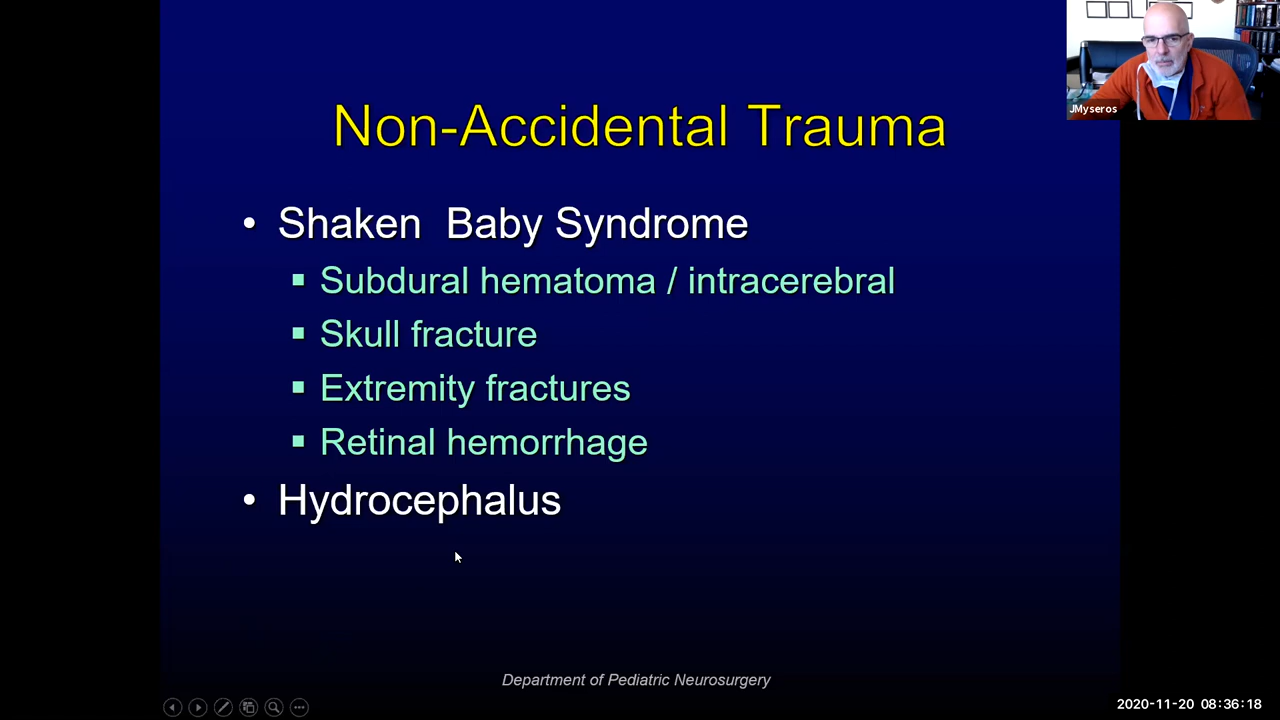 JMyseros
Non-Accidental Trauma
• Shaken  Baby Syndrome
▪ Subdural hematoma / intracerebral
▪ Skull fracture
▪ Extremity fractures
▪ Retinal hemorrhage
• Hydrocephalus
Department of Pediatric Neurosurgery
2020-11-20 08:36:18